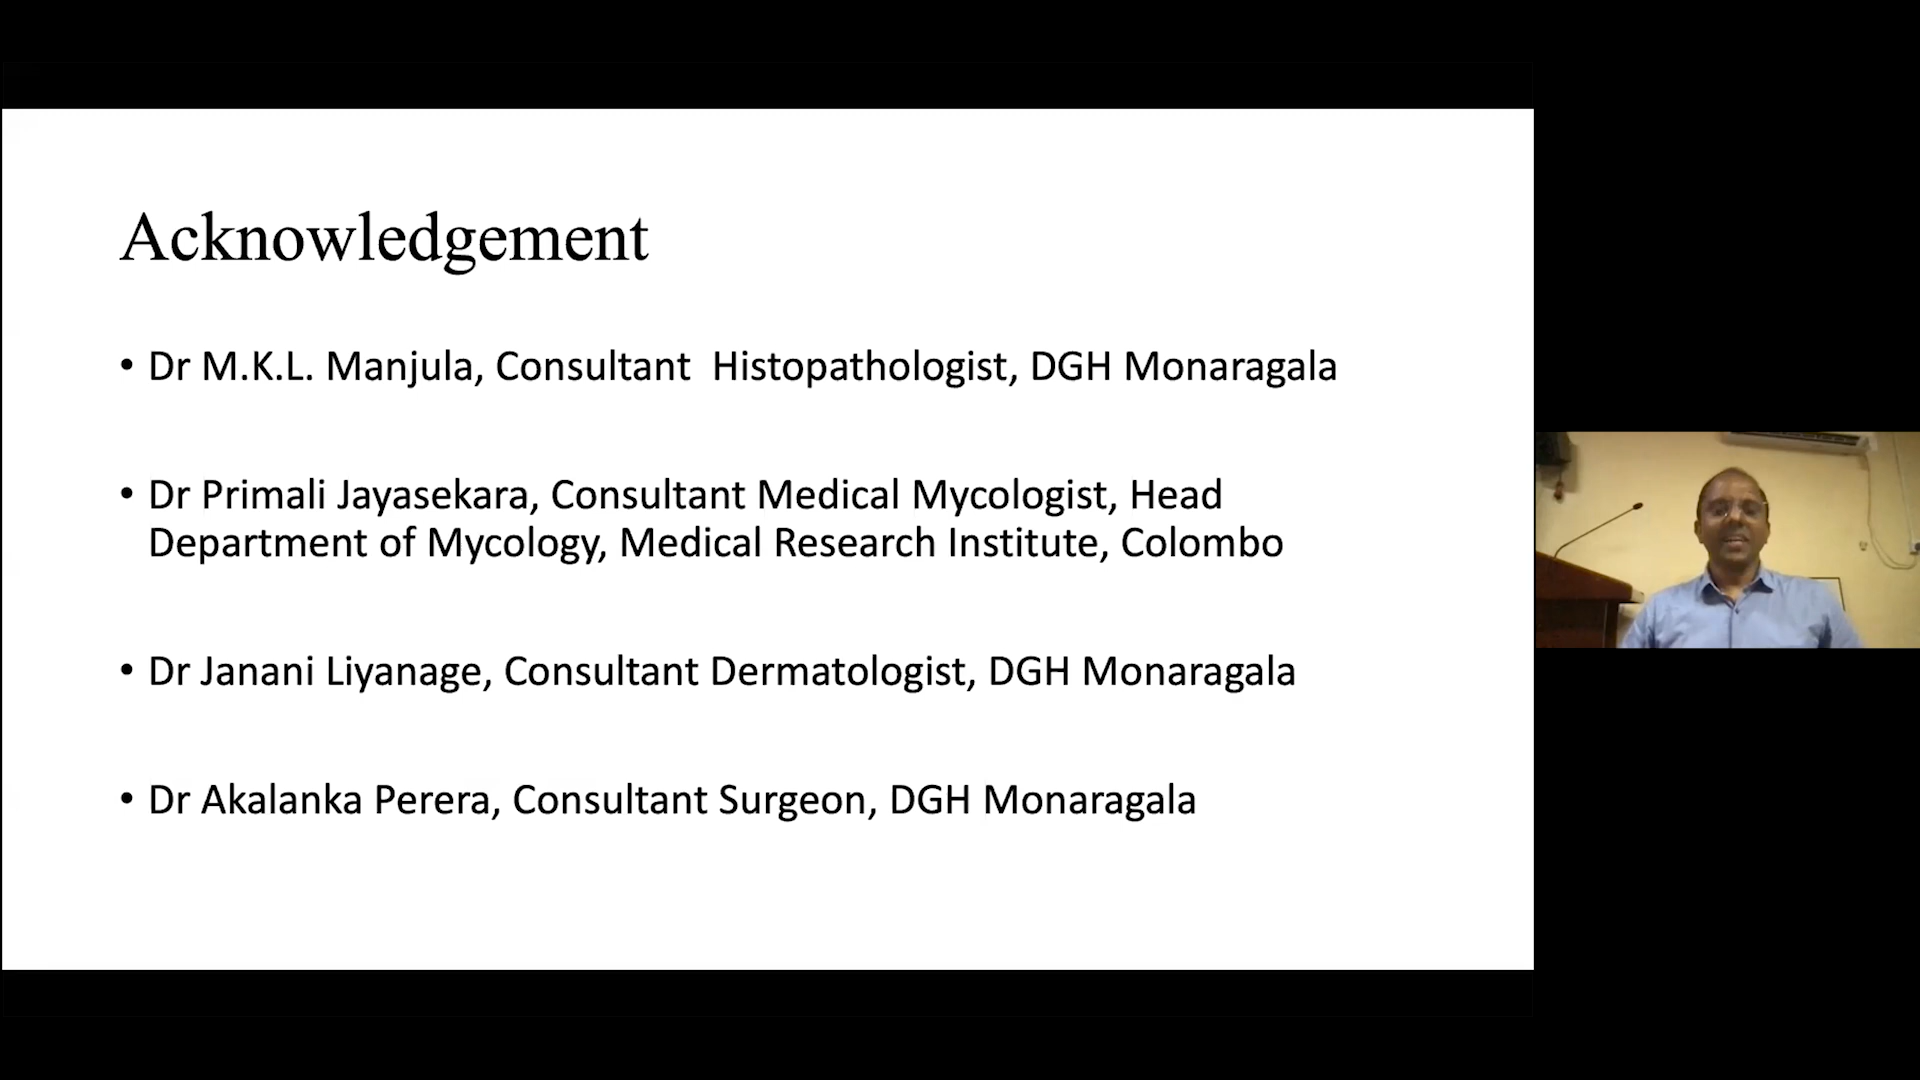 Acknowledgement
• Dr M.K.L. Manjula, Consultant  Histopathologist, DGH Monaragala
• Dr Primali Jayasekara, Consultant Medical Mycologist, Head
Department of Mycology, Medical Research Institute, Colombo
• Dr Janani Liyanage, Consultant Dermatologist, DGH Monaragala
• Dr Akalanka Perera, Consultant Surgeon, DGH Monaragala